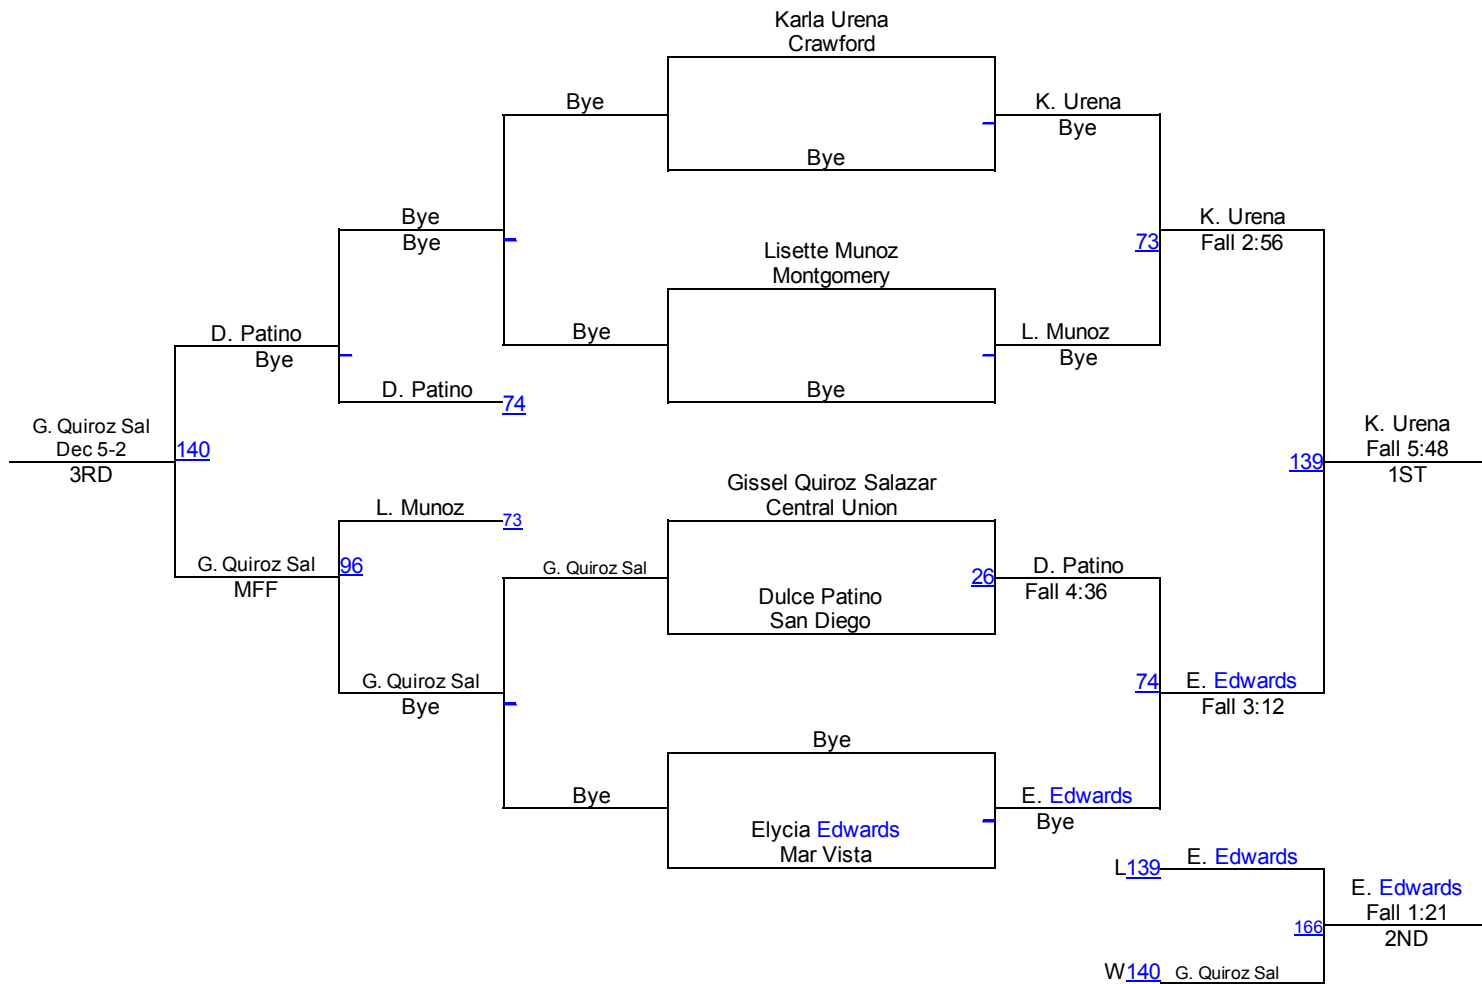 Karla Urena
Crawford
Bye
K. Urena
Bye
Bye
Bye
Bye
K. Urena
Fall 2:56
73
Lisette Munoz
Montgomery
D. Patino
Bye
Bye
L. Munoz
Bye
D. Patino
74
Bye
G. Quiroz Sal
Dec 5-2
3RD
140
K. Urena
Fall 5:48
1ST
139
Gissel Quiroz Salazar
Central Union
L. Munoz
73
G. Quiroz Sal
MFF
96
G. Quiroz Sal
26
D. Patino
Fall 4:36
Dulce Patino
San Diego
G. Quiroz Sal
Bye
74
E. Edwards
Fall 3:12
Bye
Bye
E. Edwards
Bye
Elycia Edwards
Mar Vista
L139
E. Edwards
E. Edwards
Fall 1:21
2ND
166
W140
G. Quiroz Sal